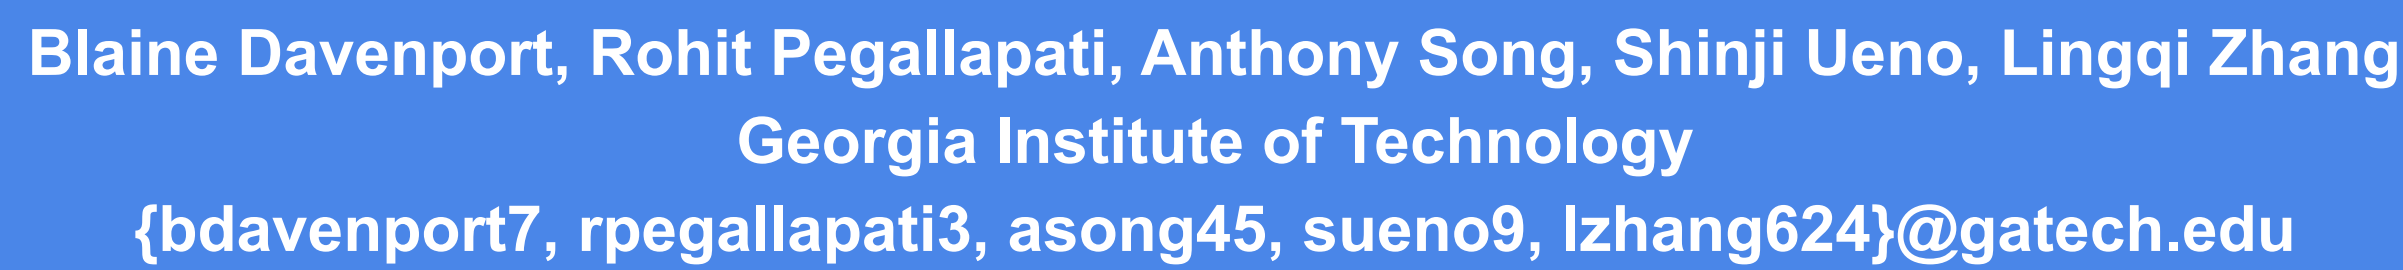 Blaine Davenport, Rohit Pegallapati, Anthony Song, Shinji Ueno, Lingqi Zhang
Georgia Institute of Technology
{bdavenport7, rpegallapati3, asong45, sueno9, lzhang624}@gatech.edu